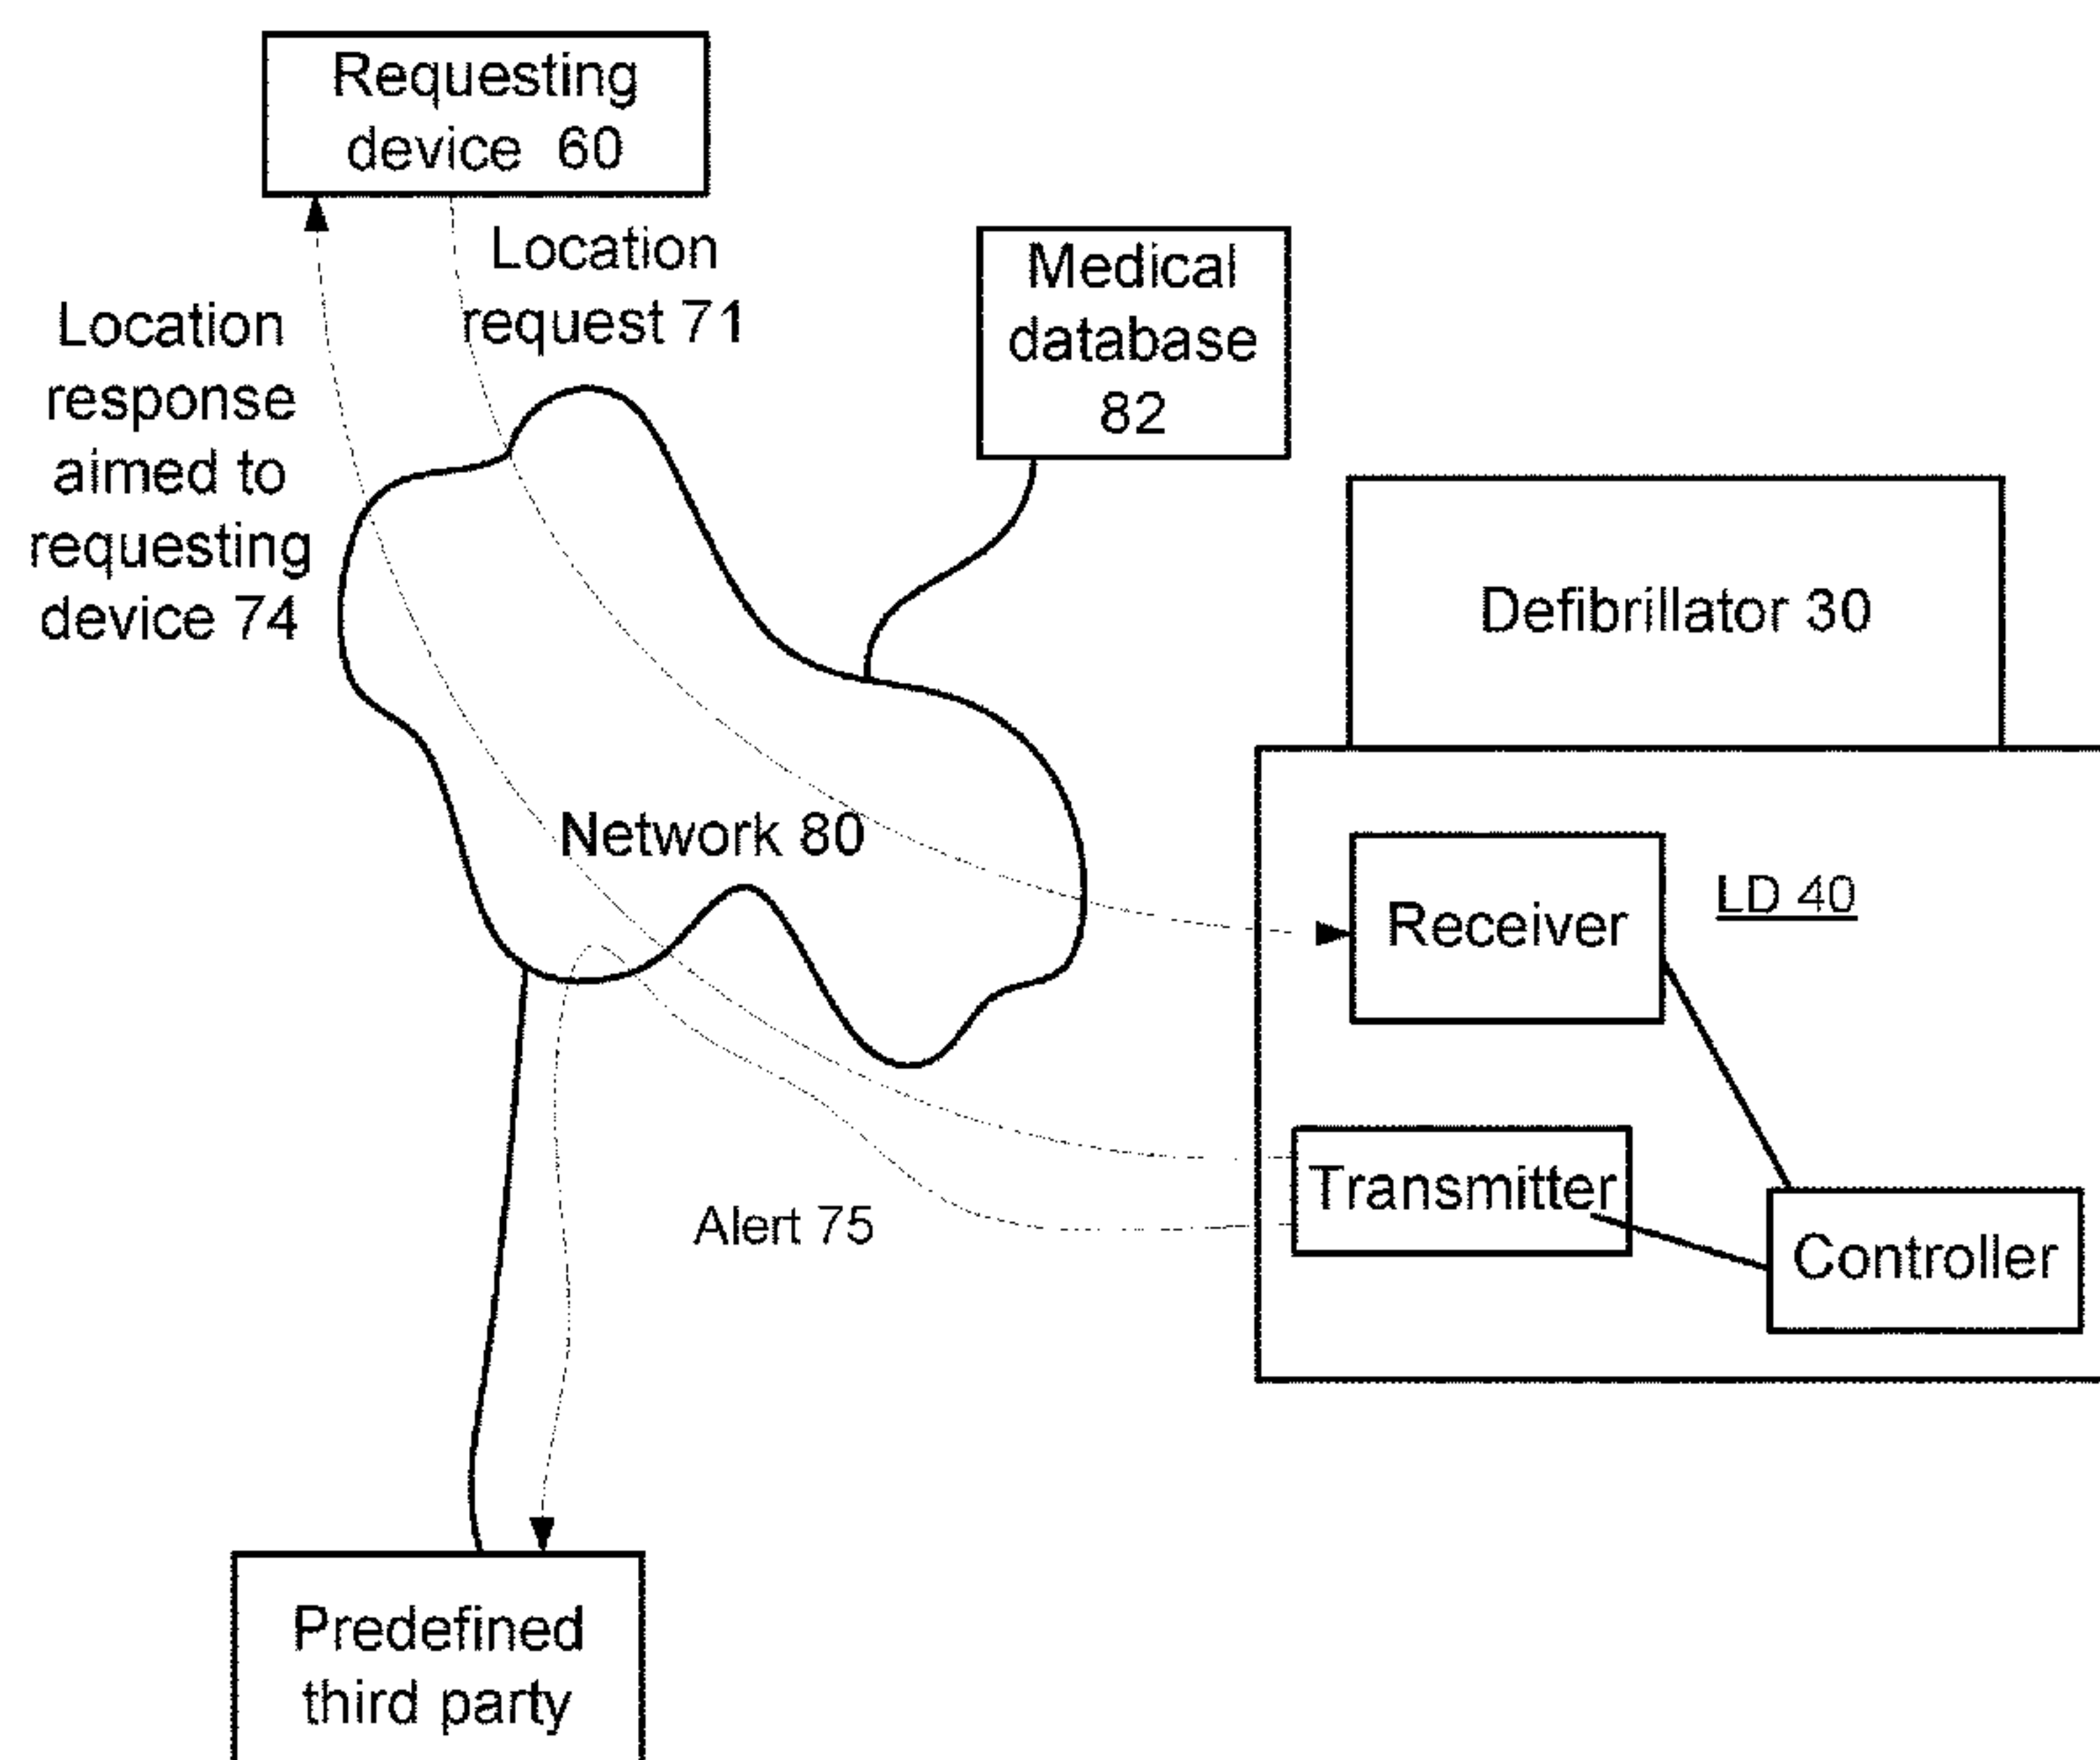 Requesting
device 60
Location
request 71
Location
response
aimed to
requesting
device 74
Medical
database
82
Defibrillator 30
Network 80
Receiver
LD 40
Transmitter
Controller
Alert 75
Predefined
third party